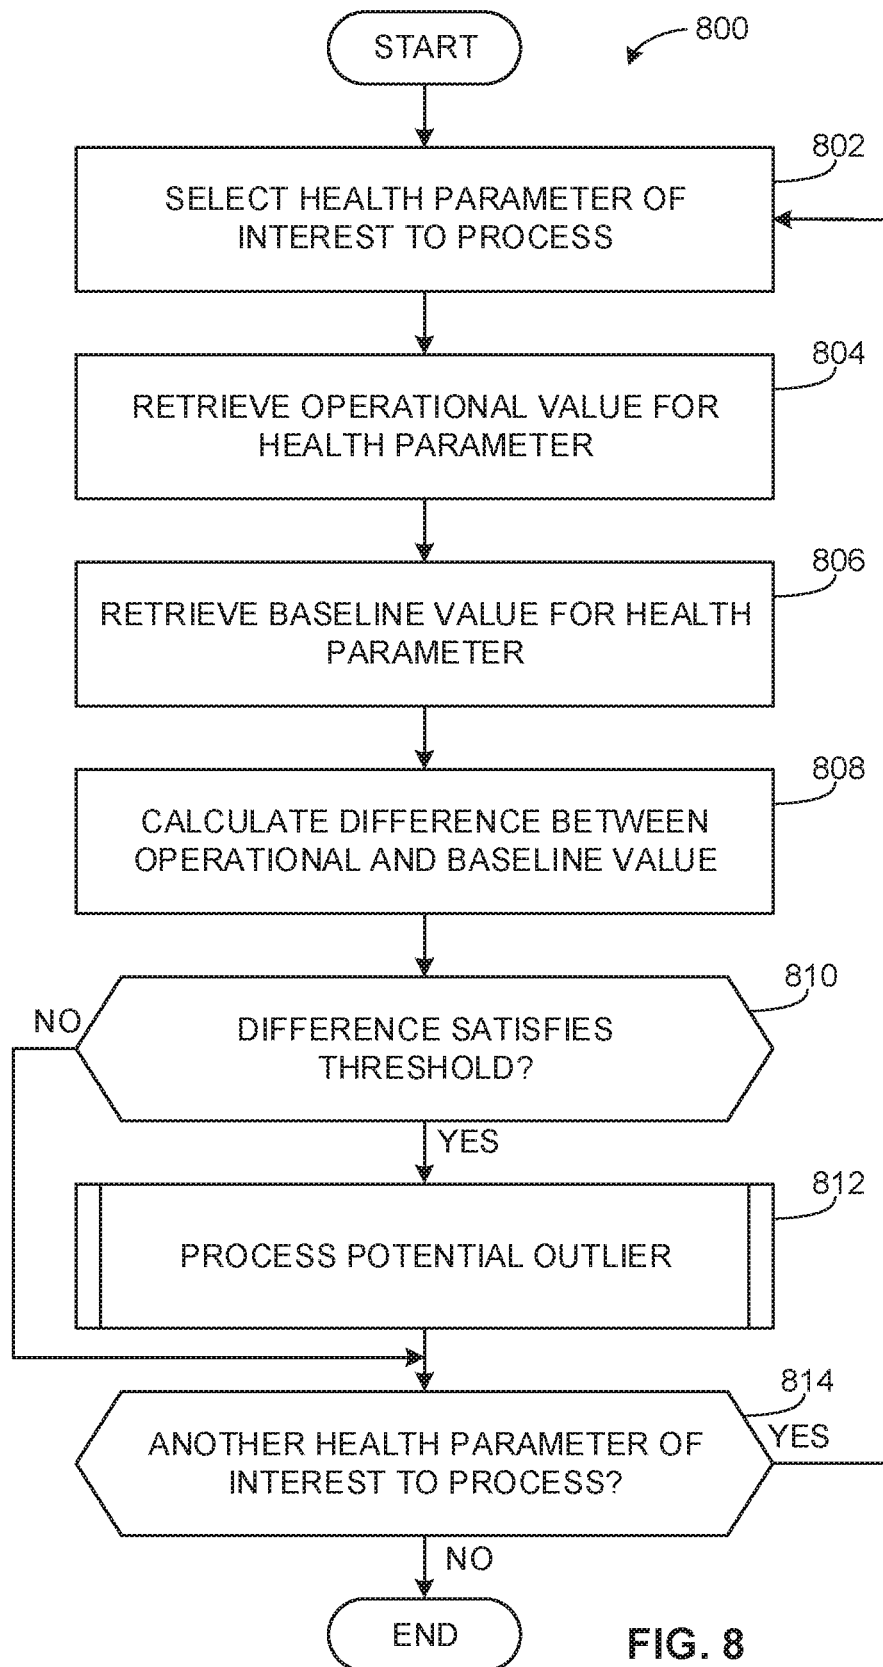 START
800
802
SELECT HEALTH PARAMETER OF
INTEREST TO PROCESS
804
RETRIEVE OPERATIONAL VALUE FOR
HEALTH PARAMETER
806
RETRIEVE BASELINE VALUE FOR HEALTH
PARAMETER
808
CALCULATE DIFFERENCE BETWEEN
OPERATIONAL AND BASELINE VALUE
810
NO
DIFFERENCE SATISFIES
THRESHOLD?
YES
812
PROCESS POTENTIAL OUTLIER
814
ANOTHER HEALTH PARAMETER OF
INTEREST TO PROCESS?
YES
NO
END
FIG. 8